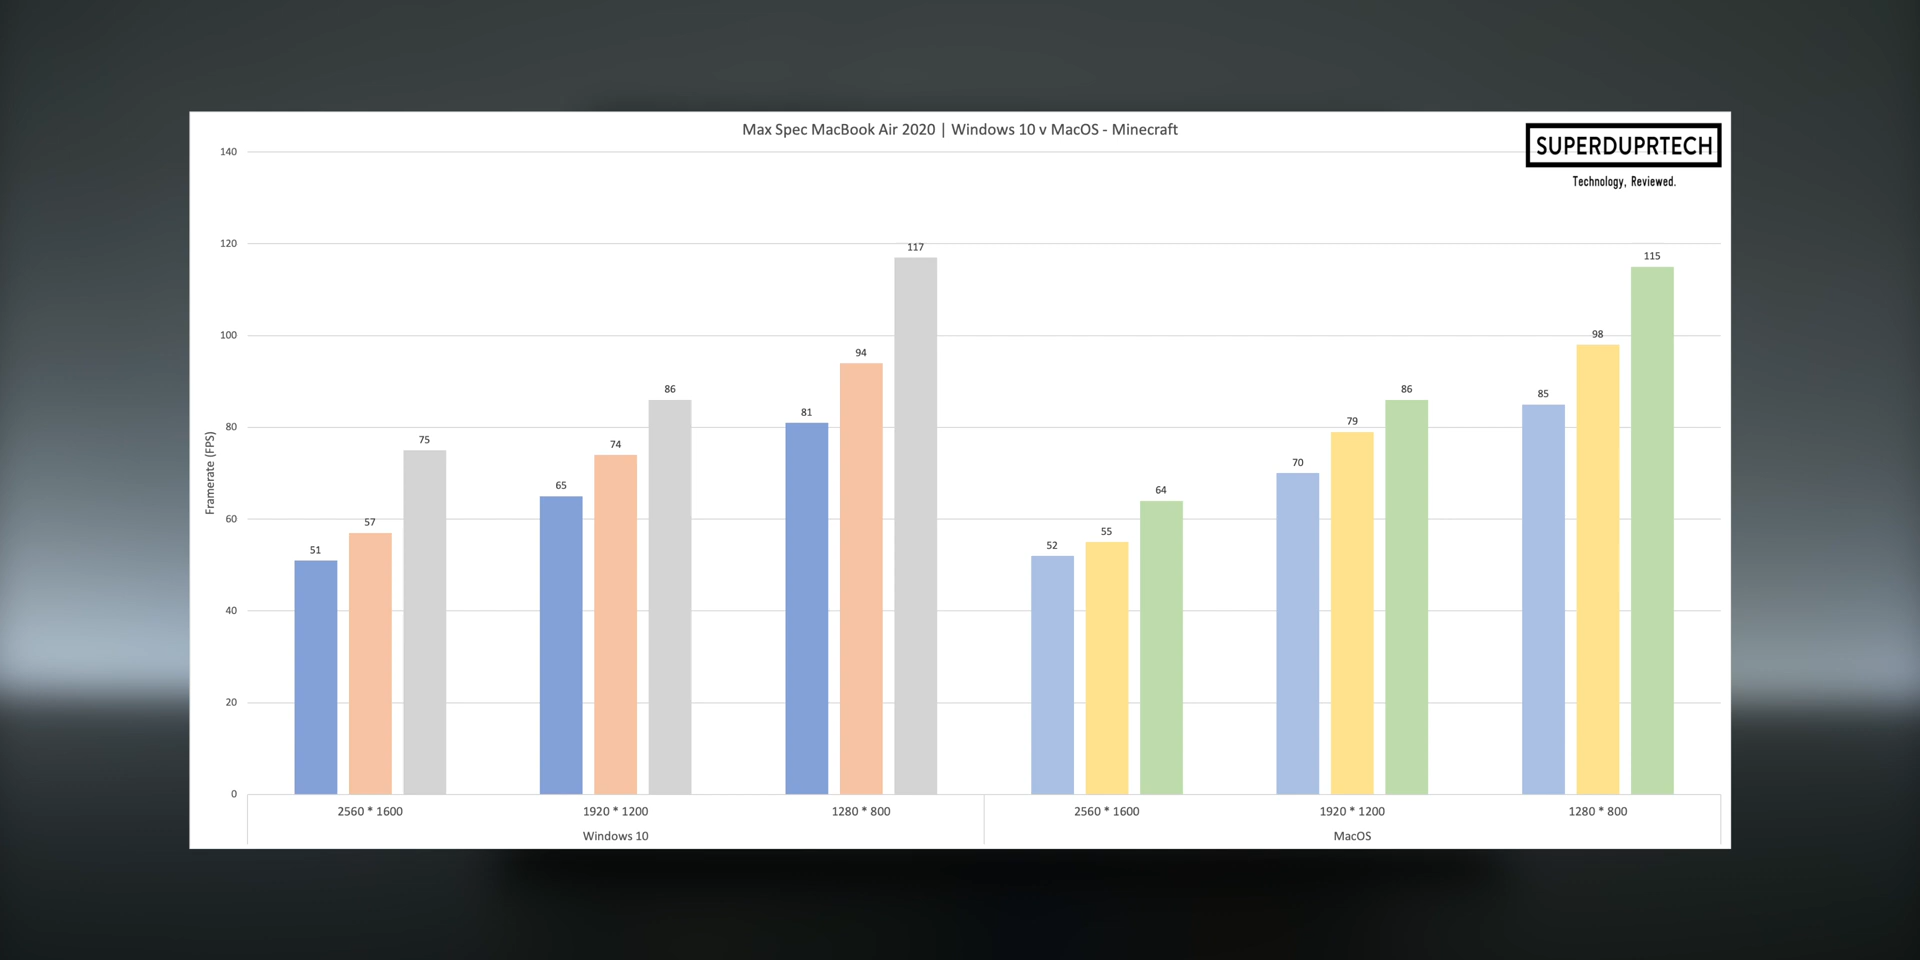 Max Spec MacBook Air 2020 | Windows 10 v MacOS - Minecraft
SUPERDUPRTECH
Technology, Reviewed.
Framerate (FPS)
140
120
100
80
60
40
20
0
51 57 75 65 74 86 81 94 117 52 55 64 70 79 86 85 98 115
2560 * 1600 1920 * 1200 1280 * 800 2560 * 1600 1920 * 1200 1280 * 800
Windows 10 MacOS